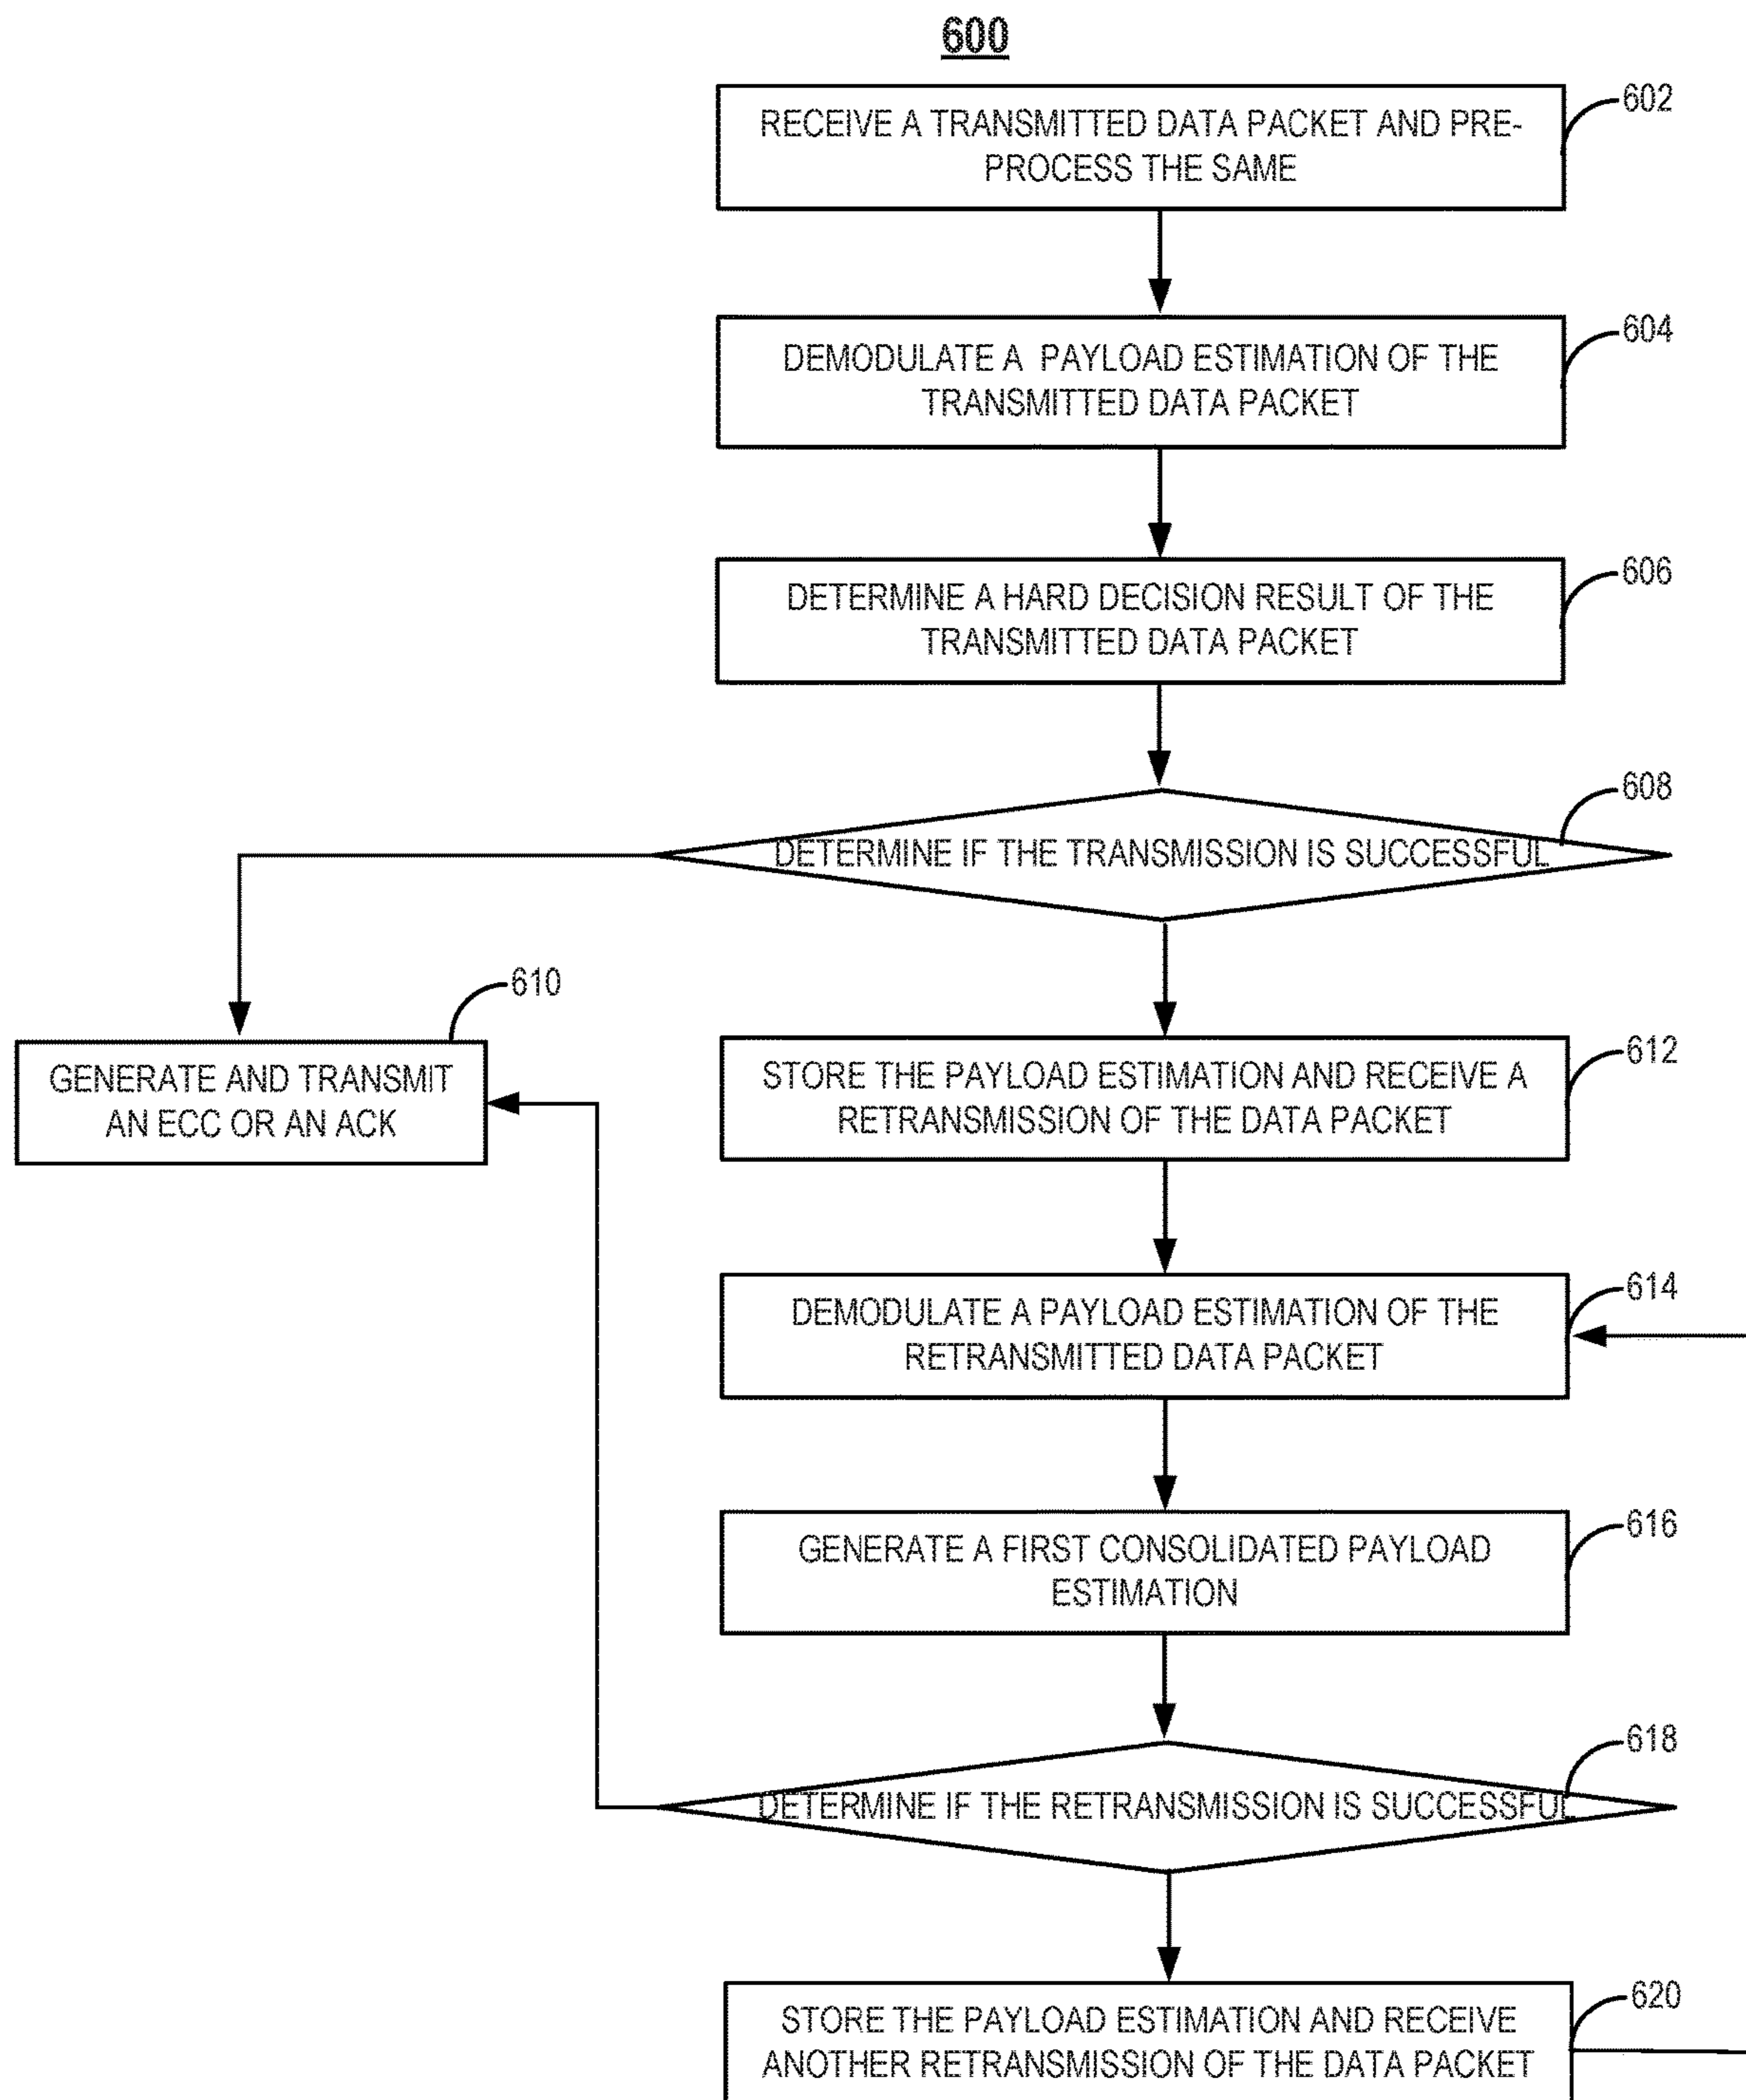 600
RECEIVE A TRANSMITTED DATA PACKET AND PRE-
PROCESS THE SAME
602
DEMODULATE A PAYLOAD ESTIMATION OF THE
TRANSMITTED DATA PACKET
604
DETERMINE A HARD DECISION RESULT OF THE
TRANSMITTED DATA PACKET
606
608
DETERMINE IF THE TRANSMISSION IS SUCCESSFUL
610
GENERATE AND TRANSMIT
AN ECC OR AN ACK
612
STORE THE PAYLOAD ESTIMATION AND RECEIVE A
RETRANSMISSION OF THE DATA PACKET
614
DEMODULATE A PAYLOAD ESTIMATION OF THE
RETRANSMITTED DATA PACKET
616
GENERATE A FIRST CONSOLIDATED PAYLOAD
ESTIMATION
618
DETERMINE IF THE RETRANSMISSION IS SUCCESSFUL
620
STORE THE PAYLOAD ESTIMATION AND RECEIVE
ANOTHER RETRANSMISSION OF THE DATA PACKET